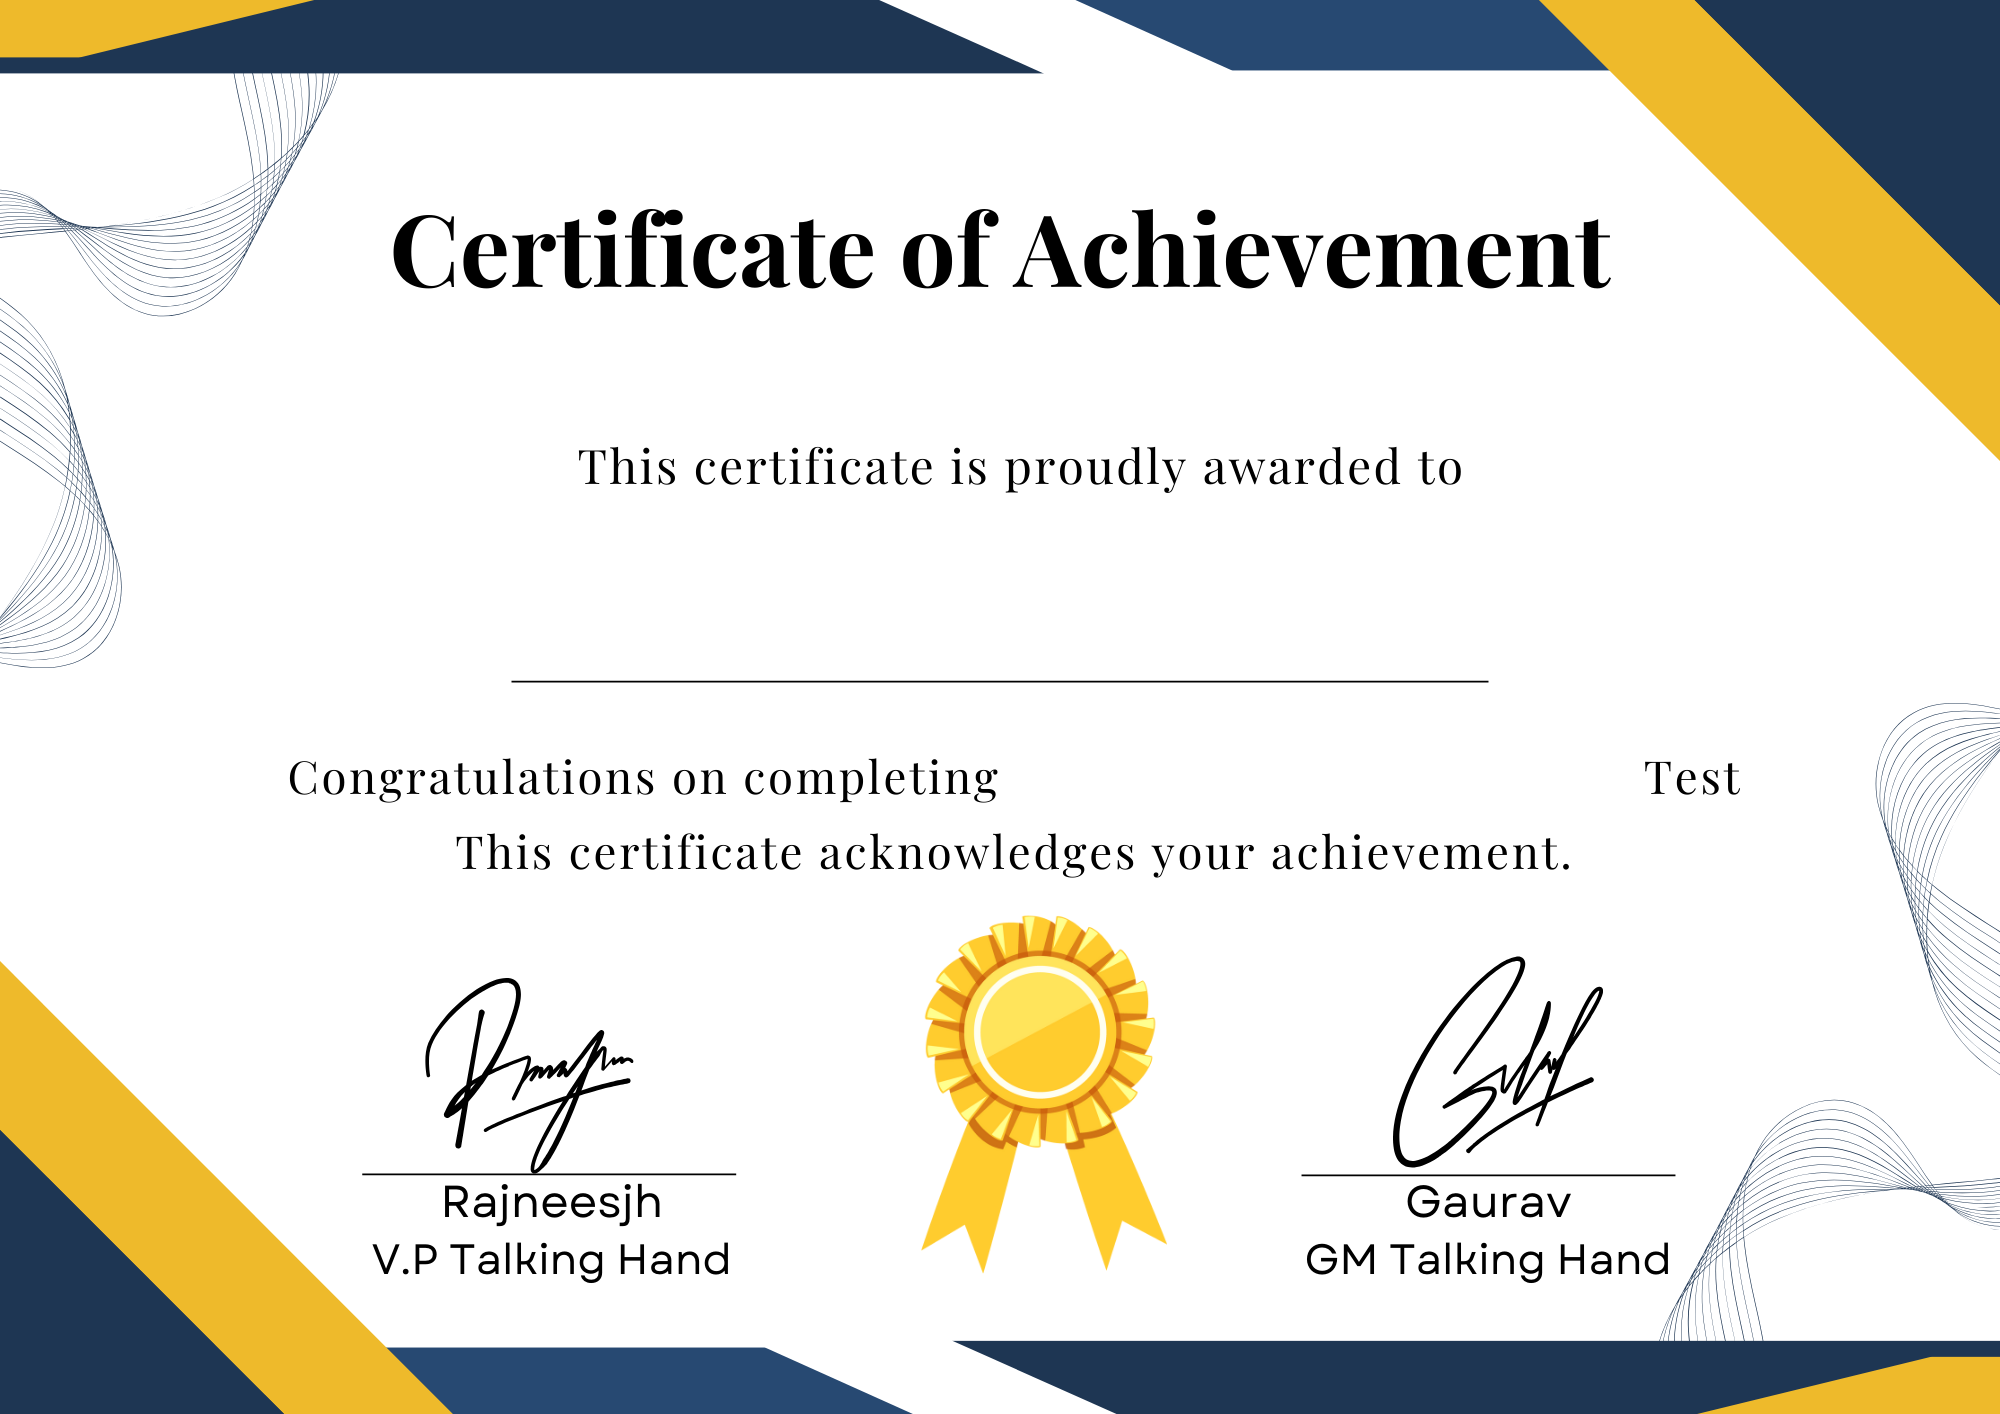 Certificate of Achievement
This certificate is proudly awarded to
Congratulations on completing Test
This certificate acknowledges your achievement.
Rajneesjh
V.P Talking Hand
Gaurav
GM Talking Hand